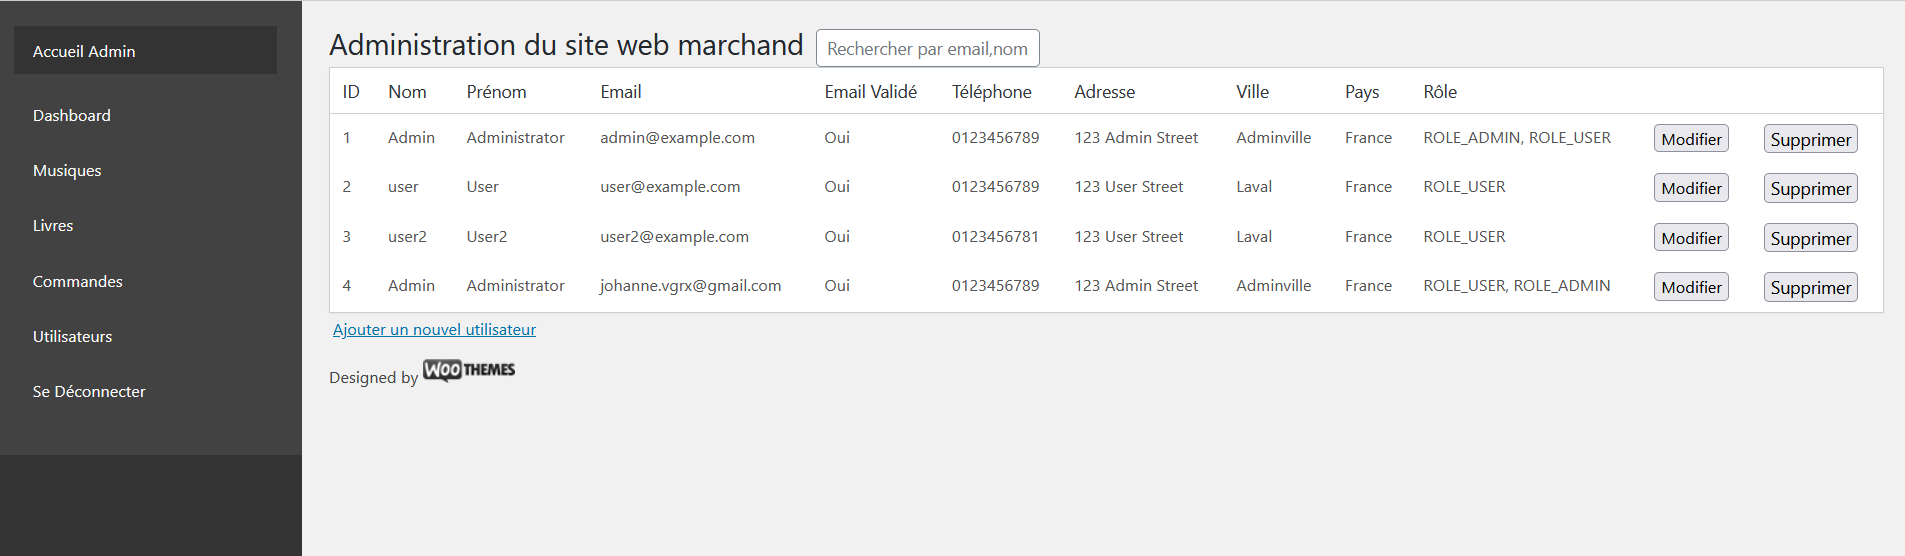 Accueil Admin
Dashboard
Musiques
Livres
Commandes
Utilisateurs
Se Déconnecter
Administration du site web marchand Rechercher par email,nom
ID Nom Prénom Email Email Validé Téléphone Adresse Ville Pays Rôle
1 Admin Administrator admin@example.com Oui 0123456789 123 Admin Street Adminville France ROLE_ADMIN, ROLE_USER Modifier Supprimer
2 user User user@example.com Oui 0123456789 123 User Street Laval France ROLE_USER Modifier Supprimer
3 user2 User2 user2@example.com Oui 0123456781 123 User Street Laval France ROLE_USER Modifier Supprimer
4 Admin Administrator johanne.vgrx@gmail.com Oui 0123456789 123 Admin Street Adminville France ROLE_USER, ROLE_ADMIN Modifier Supprimer
Ajouter un nouvel utilisateur
Designed by WOOTHEMES